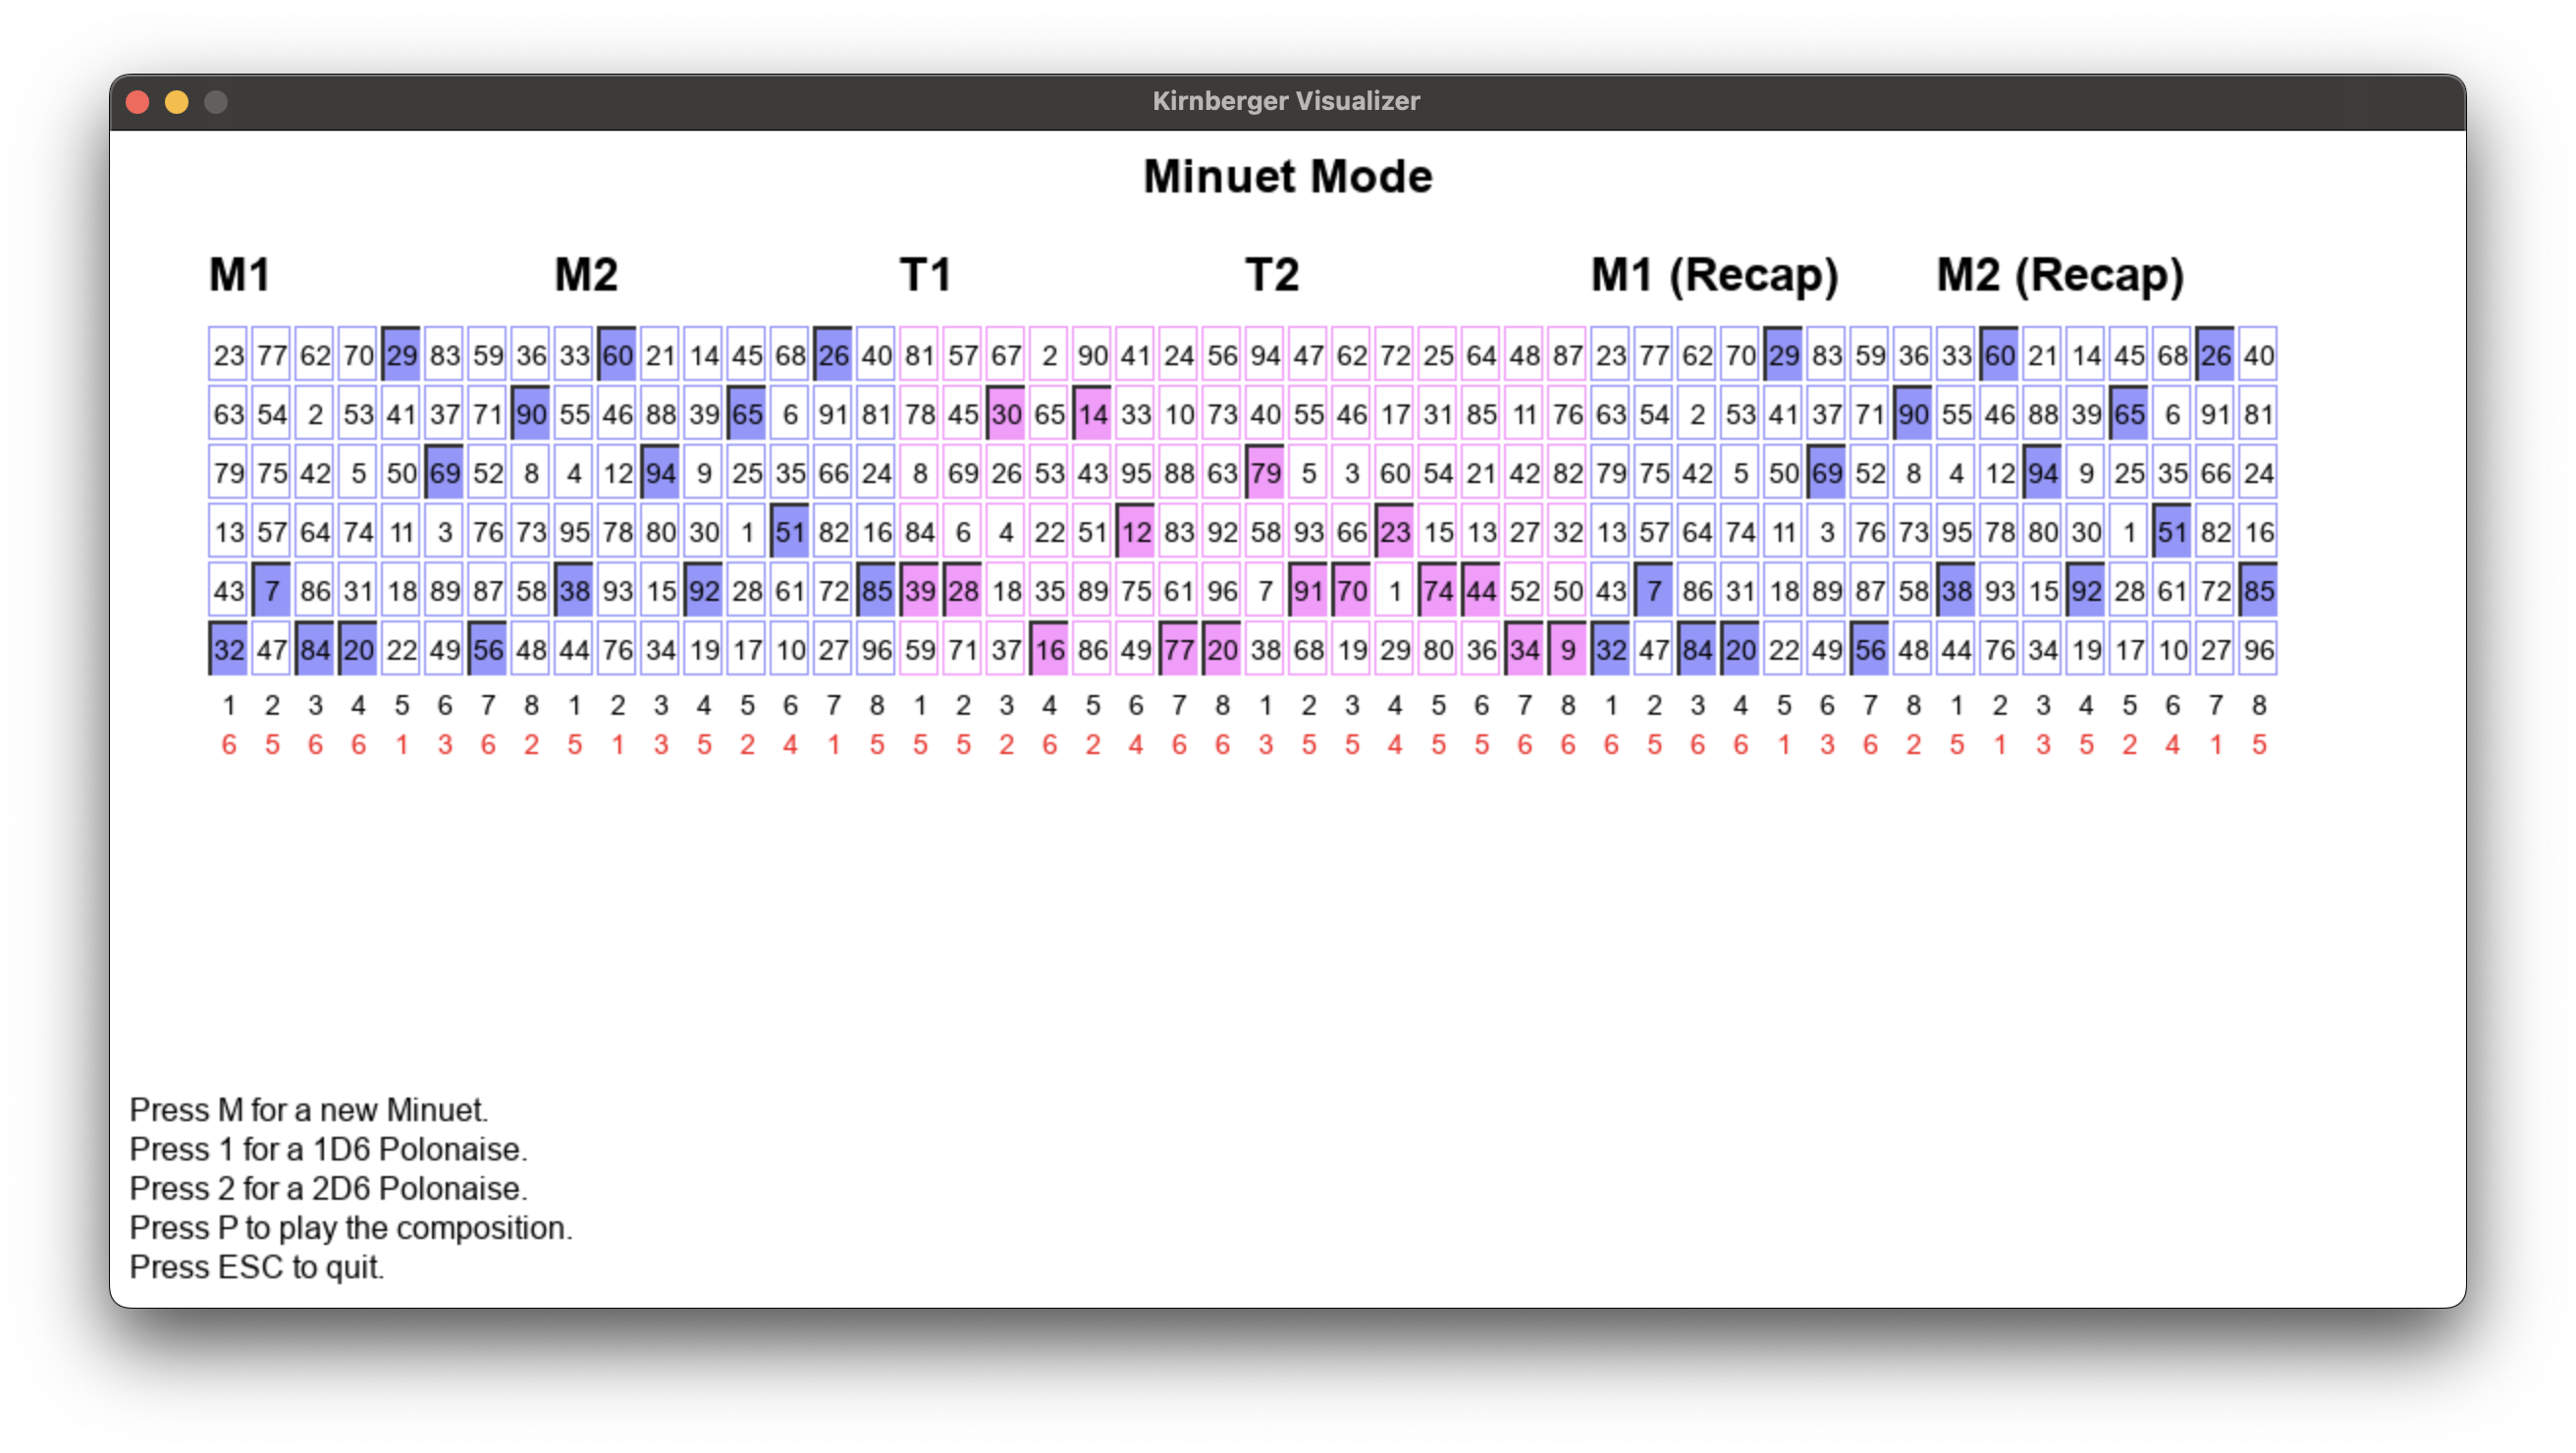 Kirnberger Visualizer
Minuet Mode
M1 M2 T1 T2 M1 (Recap) M2 (Recap)
23 77 62 70 29 83 59 36 33 60 21 14 45 68 26 40 81 57 67 2 90 41 24 56 94 47 62 72 25 64 48 87 23 77 62 70 29 83 59 36 33 60 21 14 45 68 26 40
63 54 2 53 41 37 71 90 55 46 88 39 65 6 91 81 78 45 30 65 14 33 10 73 40 55 46 17 31 85 11 76 63 54 2 53 41 37 71 90 55 46 88 39 65 6 91 81
79 75 42 5 50 69 52 8 4 12 94 9 25 35 66 24 8 69 26 53 43 95 88 63 79 5 3 60 54 21 42 82 79 75 42 5 50 69 52 8 4 12 94 9 25 35 66 24
13 57 64 74 11 3 76 73 95 78 80 30 1 51 82 16 84 6 4 22 51 12 83 92 58 93 66 23 15 13 27 32 13 57 64 74 11 3 76 73 95 78 80 30 1 51 82 16
43 7 86 31 18 89 87 58 38 93 15 92 28 61 72 85 39 28 18 35 89 75 61 96 7 91 70 1 74 44 52 50 43 7 86 31 18 89 87 58 38 93 15 92 28 61 72 85
32 47 84 20 22 49 56 48 44 76 34 19 17 10 27 96 59 71 37 16 86 49 77 20 38 68 19 29 80 36 34 9 32 47 84 20 22 49 56 48 44 76 34 19 17 10 27 96
1 2 3 4 5 6 7 8 1 2 3 4 5 6 7 8 1 2 3 4 5 6 7 8 1 2 3 4 5 6 7 8 1 2 3 4 5 6 7 8 1 2 3 4 5 6 7 8
6 5 6 6 1 3 6 2 5 1 3 5 2 4 1 5 5 5 2 6 2 4 6 6 3 5 5 4 5 5 6 6 6 5 6 6 1 3 6 2 5 1 3 5 2 4 1 5
Press M for a new Minuet.
Press 1 for a 1D6 Polonaise.
Press 2 for a 2D6 Polonaise.
Press P to play the composition.
Press ESC to quit.